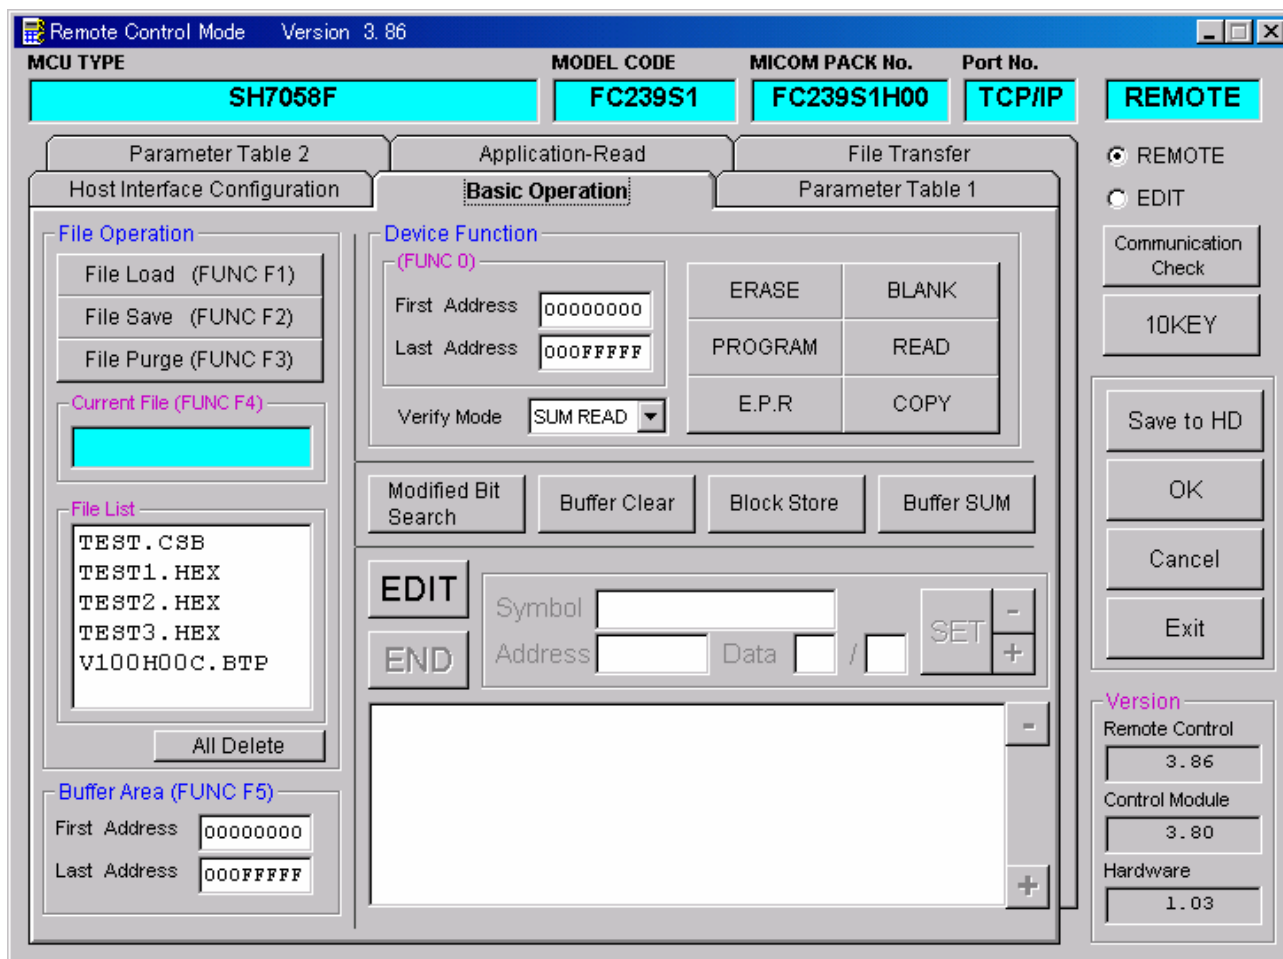 Remote Control Mode Version 3. 86
MCU TYPE MODEL CODE MICOM PACK No. Port No.
SH7058F FC239S1 FC239S1H00 TCP/IP REMOTE
Parameter Table 2 Application-Read File Transfer
Host Interface Configuration Basic Operation Parameter Table 1
REMOTE
EDIT
Communication
Check
10KEY
File Operation
File Load (FUNC F1)
File Save (FUNC F2)
File Purge (FUNC F3)
Current File (FUNC F4)
File List
TEST.CSB
TEST1.HEX
TEST2.HEX
TEST3.HEX
V100H00C.BTP
All Delete
Buffer Area (FUNC F5)
First Address 00000000
Last Address 000FFFFF
Device Function
(FUNC 0)
First Address 00000000
Last Address 000FFFFF
Verify Mode SUM READ
ERASE BLANK
PROGRAM READ
E.P.R COPY
Modified Bit
Search
Buffer Clear
Block Store
Buffer SUM
EDIT
END
Symbol
Address Data /
SET
-
+
-
+
Save to HD
OK
Cancel
Exit
Version
Remote Control
3.86
Control Module
3.80
Hardware
1.03